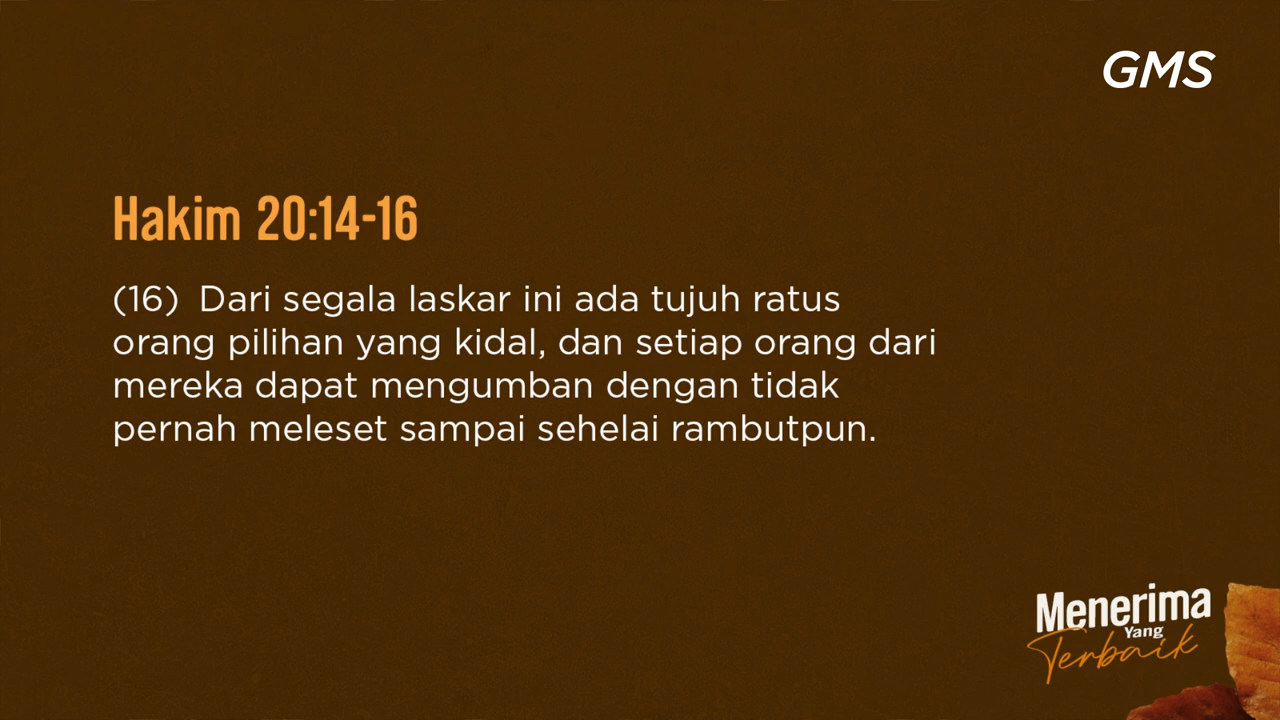 GMS
Hakim 20:14-16
(16) Dari segala laskar ini ada tujuh ratus
orang pilihan yang kidal, dan setiap orang dari
mereka dapat mengumban dengan tidak
pernah meleset sampai sehelai rambutpun.
Menerima
Yang
Terbaik